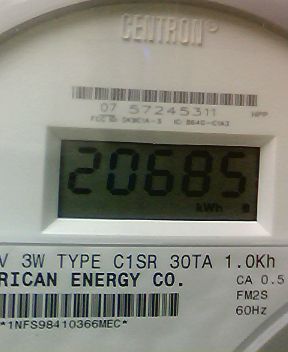 CENTRON®
07 57245311
20685
kWh
V 3W TYPE C1SR 30TA 1.0Kh
RICAN ENERGY CO.
CA 0.5
FM2S
60Hz
*1NFS98410366MEC*